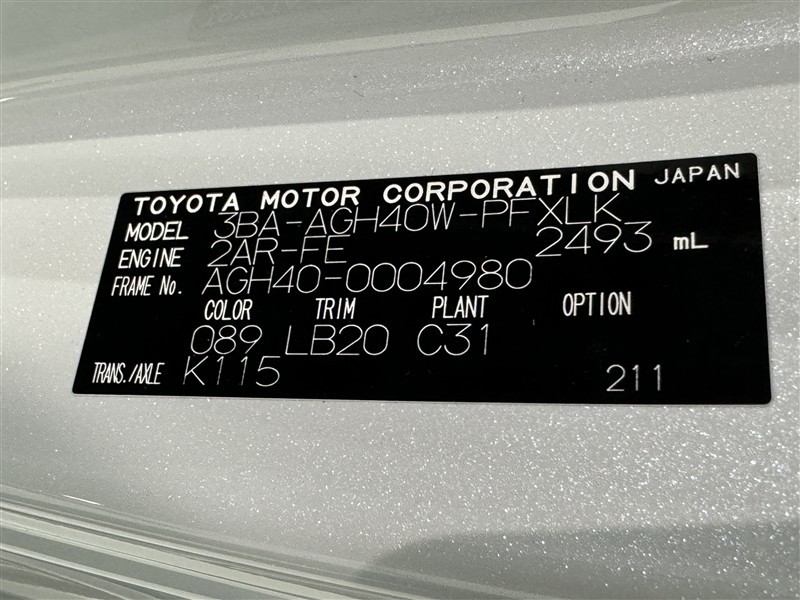 TOYOTA MOTOR CORPORATION JAPAN
MODEL 3BA-AGH40W-PFXLK
ENGINE 2AR-FE 2493 mL
FRAME No. AGH40-0004980
COLOR TRIM PLANT OPTION
089 LB20 C31
TRANS./AXLE K115 211